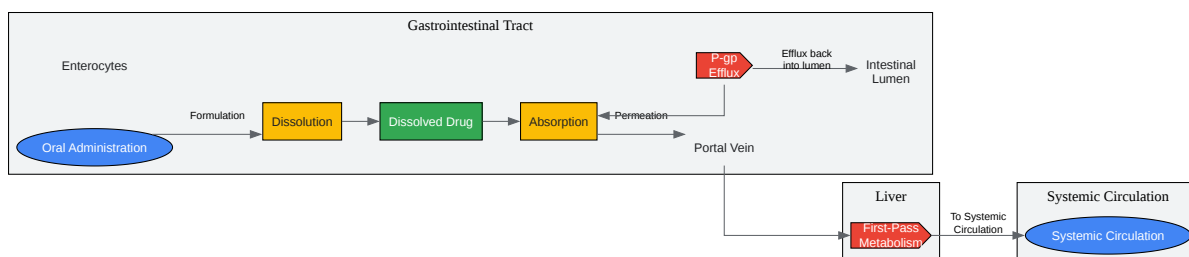 Gastrointestinal Tract
Enterocytes
P-gp
Efflux
Efflux back
into lumen
Intestinal
Lumen
Formulation
Oral Administration
Dissolution
Dissolved Drug
Absorption
Permeation
Portal Vein
Liver
First-Pass
Metabolism
To Systemic
Circulation
Systemic Circulation
Systemic Circulation